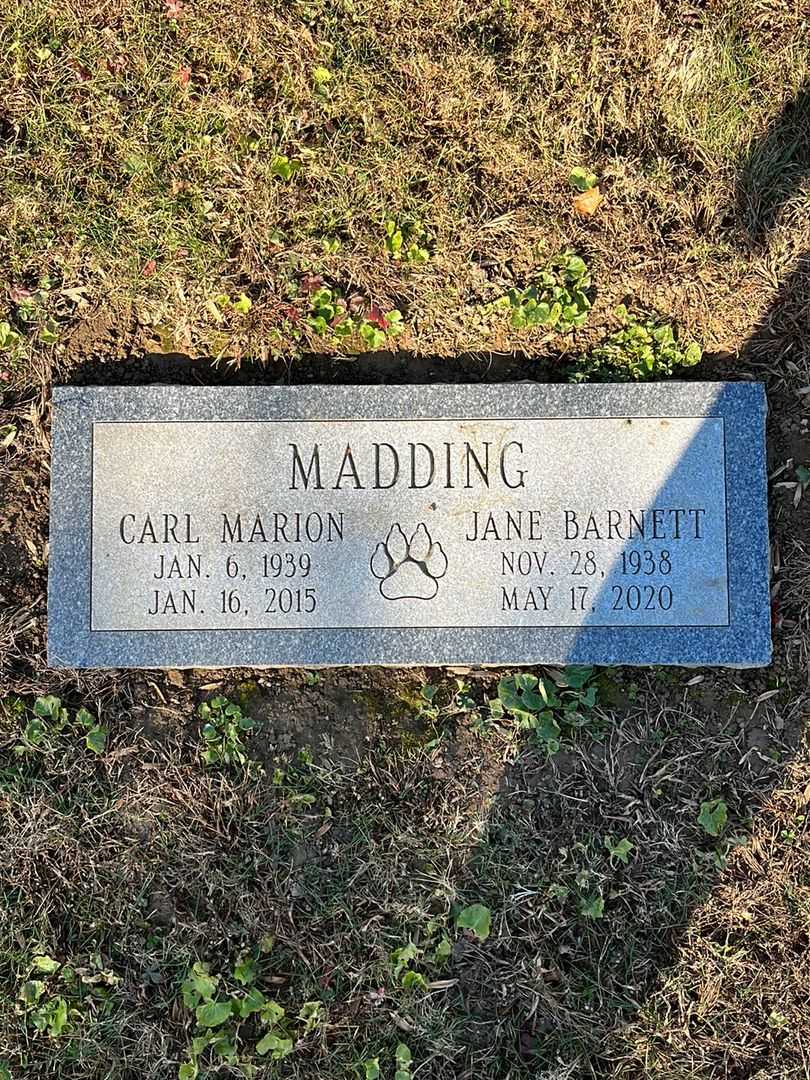 MADDING
CARL MARION
JAN. 6, 1939
JAN. 16, 2015
JANE BARNETT
NOV. 28, 1938
MAY 17, 2020